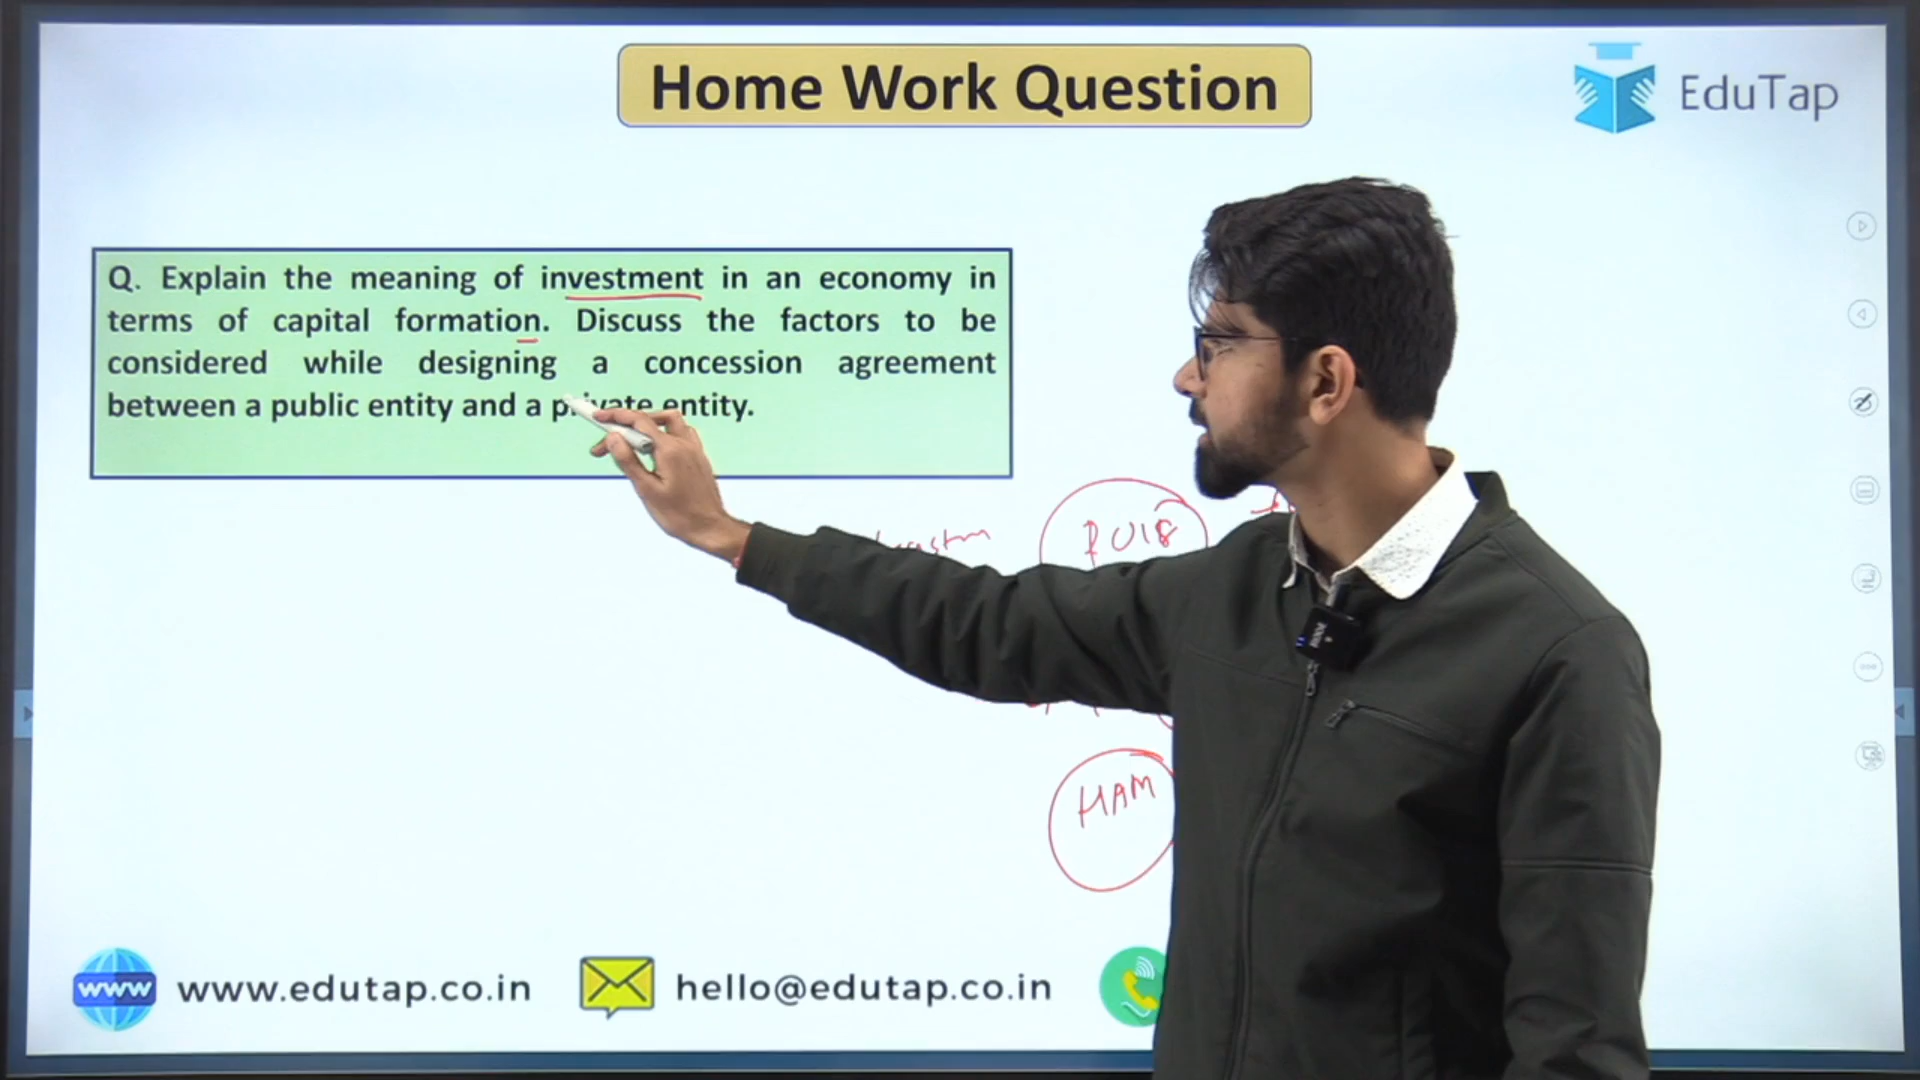 Home Work Question
EduTap
Q. Explain the meaning of investment in an economy in
terms of capital formation. Discuss the factors to be
considered while designing a concession agreement
between a public entity and a private entity.
HAM
www
www.edutap.co.in
hello@edutap.co.in